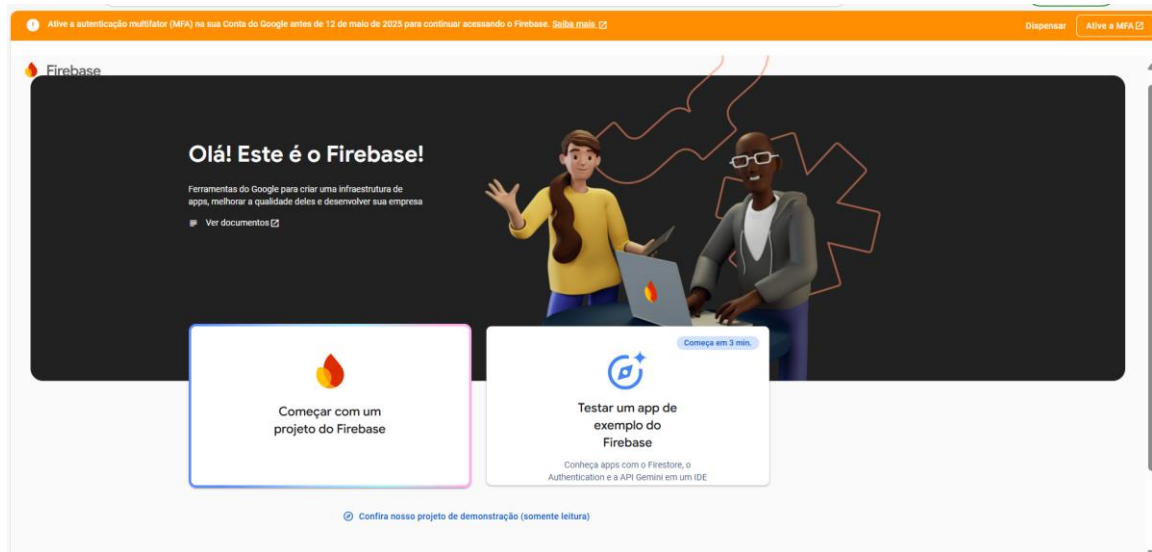 Ative a autenticação multifator (MFA) na sua Conta do Google antes de 12 de maio de 2025 para continuar acessando o Firebase. Saiba mais
Dispensar
Ative a MFA
Firebase
Olá! Este é o Firebase!
Ferramentas do Google para criar uma infraestrutura de
apps, melhorar a qualidade deles e desenvolver sua empresa
Ver documentos
Começar com um
projeto do Firebase
Começa em 3 min.
Testar um app de
exemplo do
Firebase
Conheça apps com o Firestore, o
Authentication e a API Gemini em um IDE
Confira nosso projeto de demonstração (somente leitura)